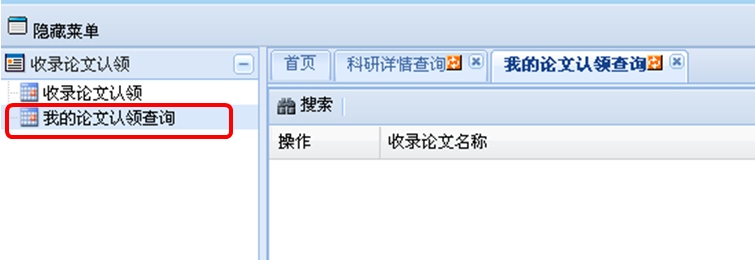 隐藏菜单
收录论文认领
首页
科研详情查询
我的论文认领查询
收录论文认领
我的论文认领查询
搜索
操作
收录论文名称